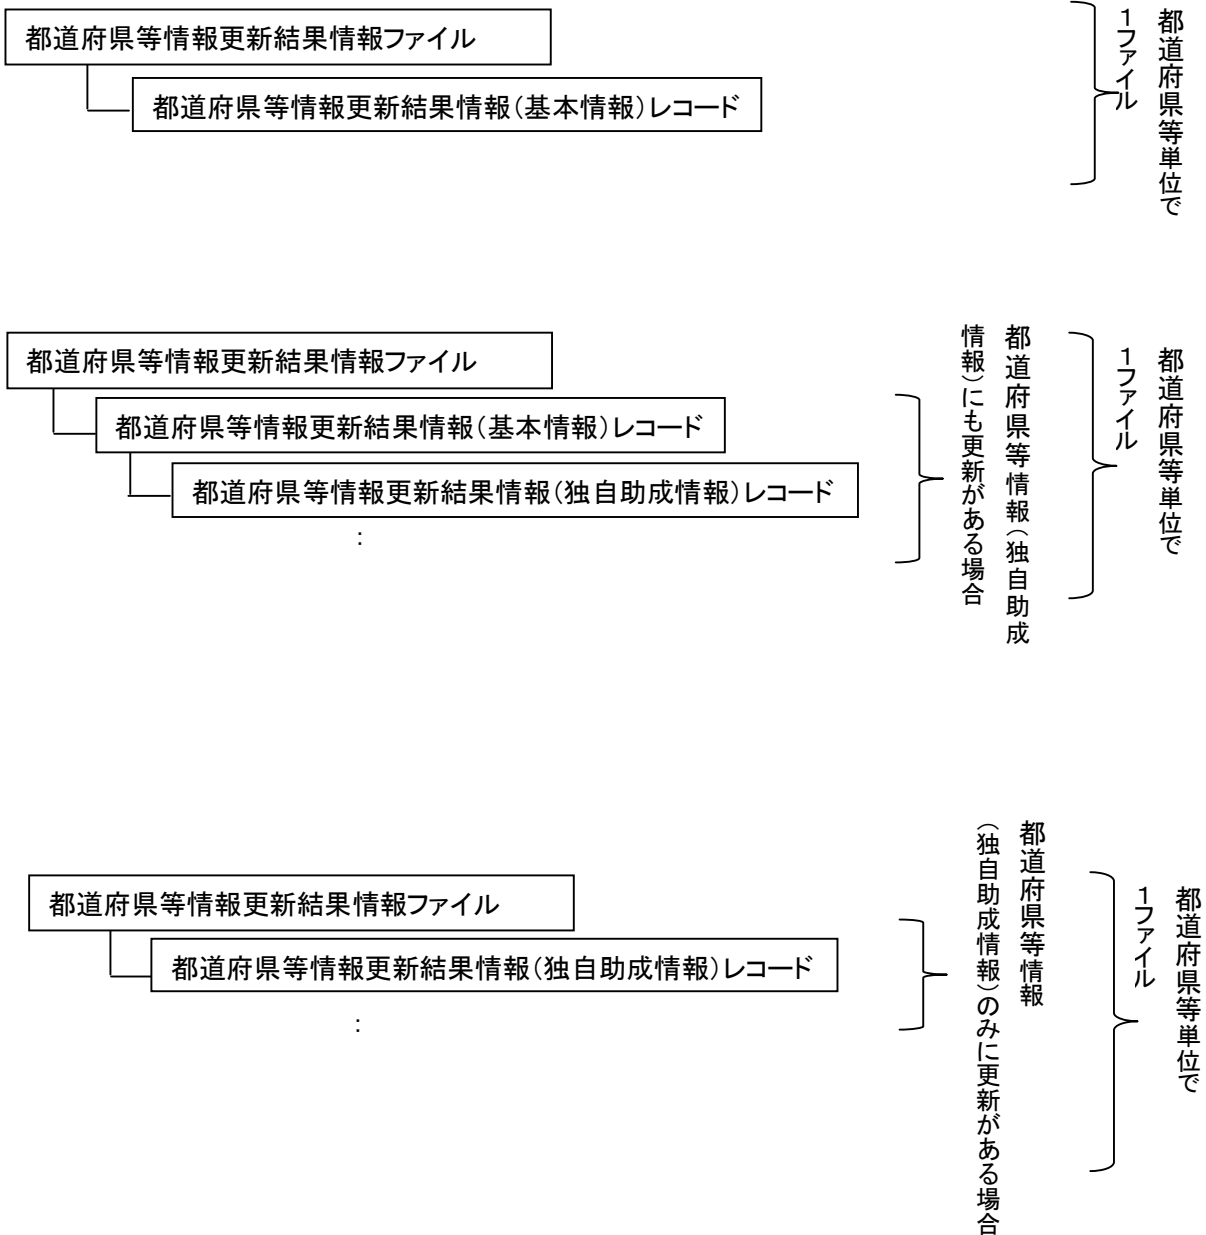 都道府県等情報更新結果情報ファイル
都道府県等情報更新結果情報（基本情報）レコード
都道府県等単位で
1ファイル
都道府県等情報更新結果情報ファイル
都道府県等情報更新結果情報（基本情報）レコード
都道府県等情報更新結果情報（独自助成情報）レコード
：
都道府県等情報（独自助成
情報）にも更新がある場合
都道府県等単位で
1ファイル
都道府県等情報更新結果情報ファイル
都道府県等情報更新結果情報（独自助成情報）レコード
：
都道府県等情報
（独自助成情報）のみに更新がある場合
都道府県等単位で
1ファイル